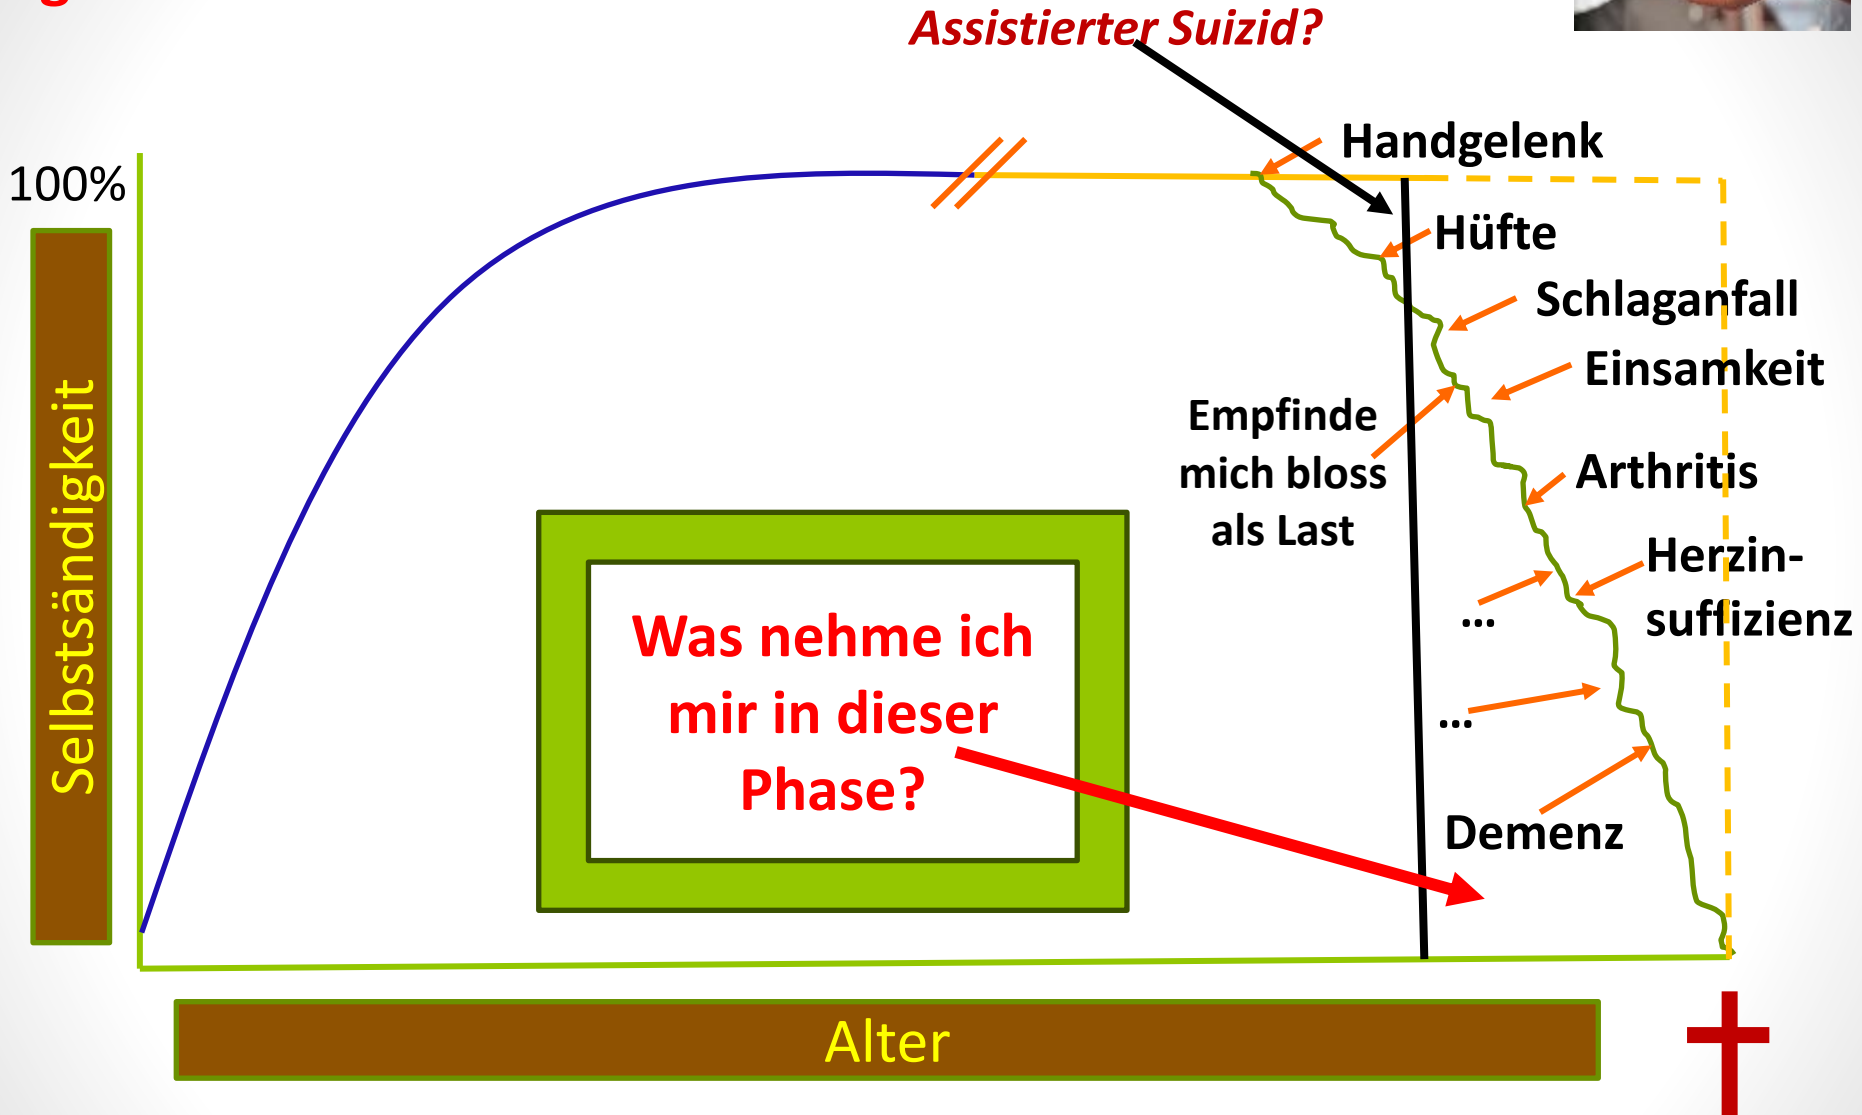 Assistierter Suizid?
100%
Handgelenk
Hüfte
Schlaganfall
Einsamkeit
Empfinde
mich bloss
als Last
Arthritis
Herzin-
suffizienz
...
...
Demenz
Selbstsändigkeit
Was nehme ich
mir in dieser
Phase?
Alter